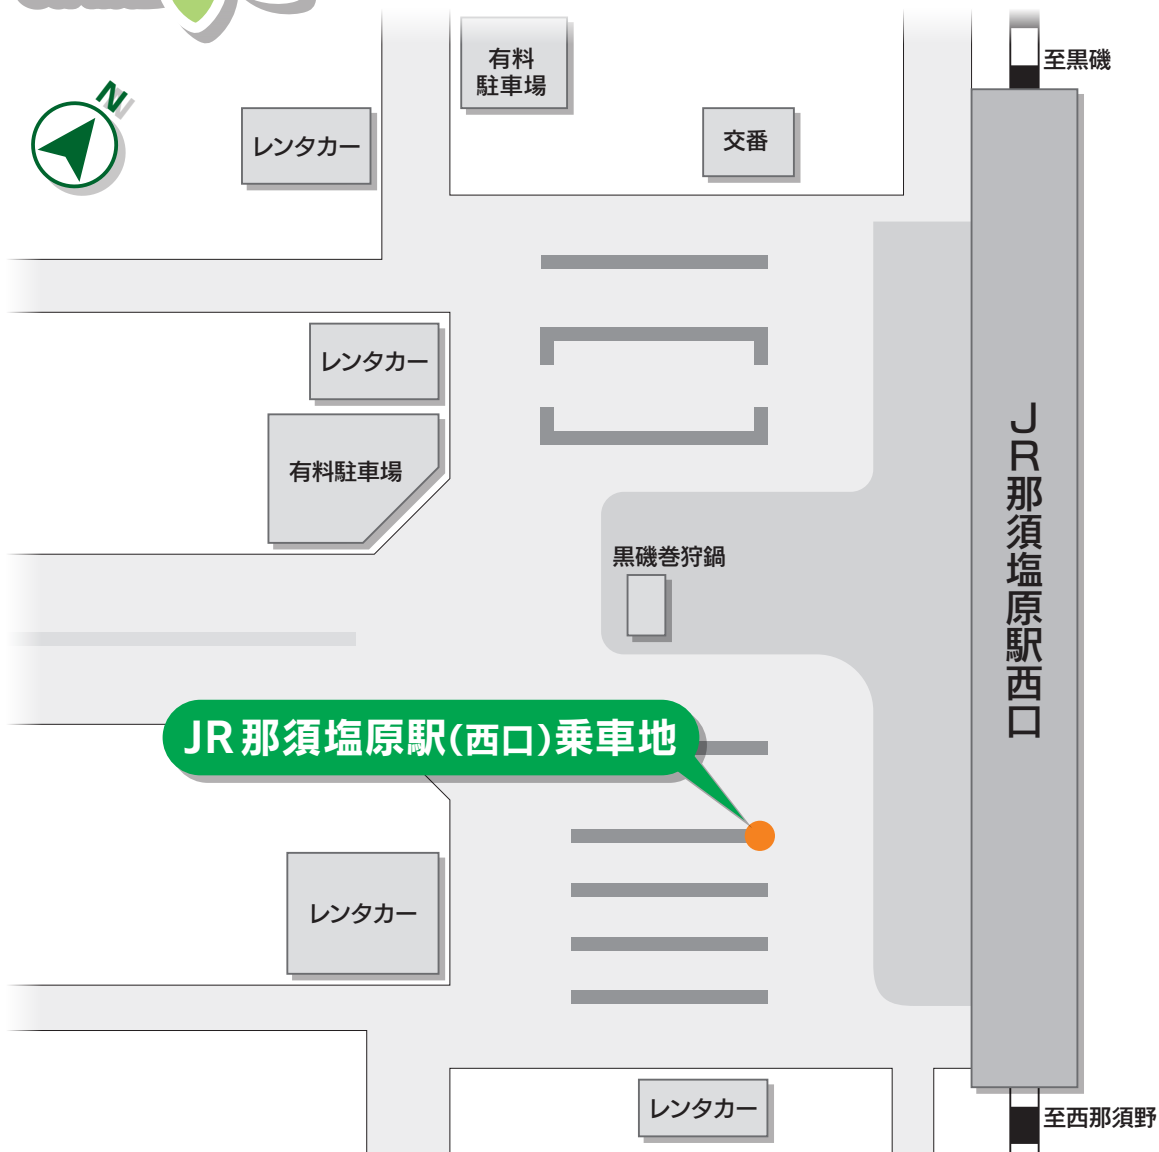 有料
駐車場
至黒磯
N
レンタカー
交番
レンタカー
有料駐車場
JR那須塩原駅西口
黒磯巻狩鍋
JR那須塩原駅(西口)乗車地
レンタカー
レンタカー
至西那須野